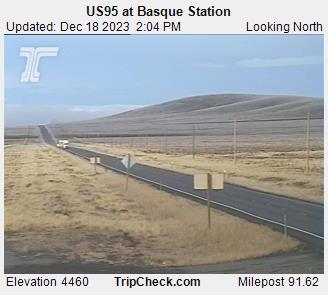 US95 at Basque Station
Updated: Dec 18 2023 2:04 PM Looking North
Elevation 4460 TripCheck.com Milepost 91.62